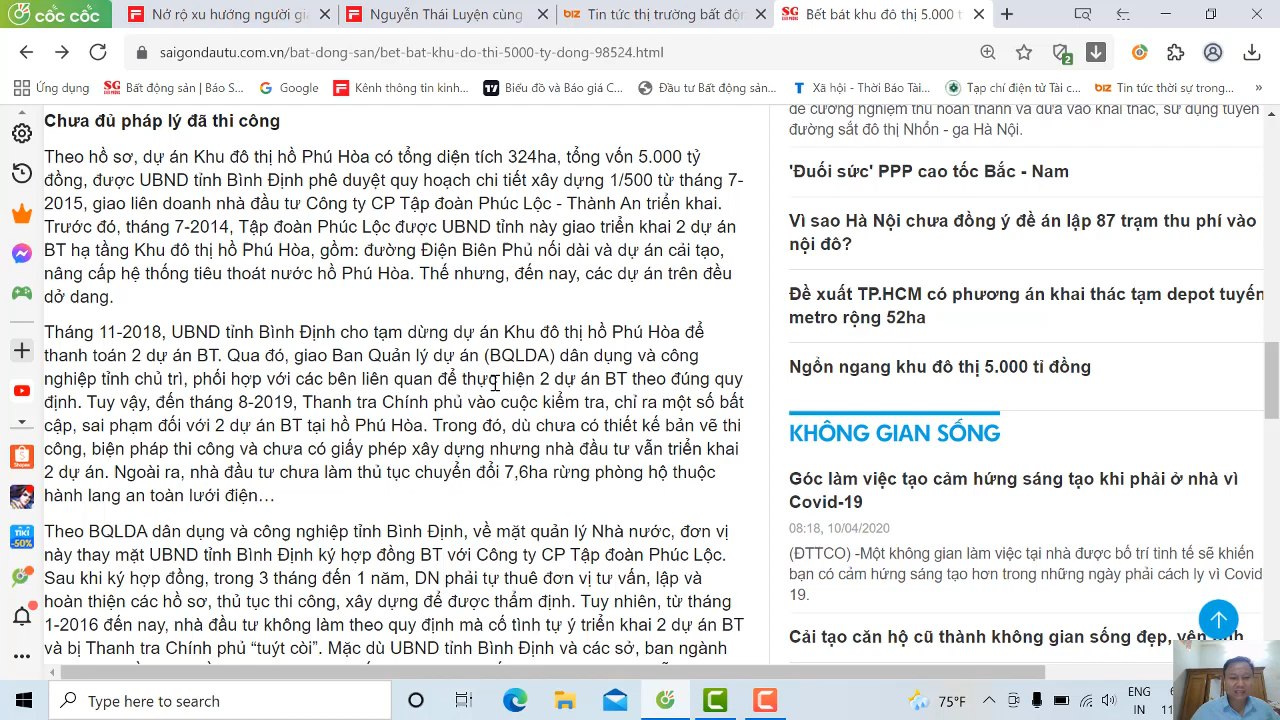 cốc cốc
Nở rộ xu hướng người gi
Nguyễn Thái Luyện cùng
Tin tức thị trường bất độn
Bết bát khu đô thị 5.000 t
saigondautu.com.vn/bat-dong-san/bet-bat-khu-do-thi-5000-ty-dong-98524.html
2
Ứng dụng
Bất động sản | Báo S...
Google
Kênh thông tin kinh...
Biểu đồ và Báo giá C...
Đầu tư Bất động sản...
Xã hội - Thời Báo Tài...
Tạp chí điện tử Tài c...
Tin tức thời sự trong...
Chưa đủ pháp lý đã thi công
Theo hồ sơ, dự án Khu đô thị hồ Phú Hòa có tổng diện tích 324ha, tổng vốn 5.000 tỷ
đồng, được UBND tỉnh Bình Định phê duyệt quy hoạch chi tiết xây dựng 1/500 từ tháng 7-
2015, giao liên doanh nhà đầu tư Công ty CP Tập đoàn Phúc Lộc - Thành An triển khai.
Trước đó, tháng 7-2014, Tập đoàn Phúc Lộc được UBND tỉnh này giao triển khai 2 dự án
BT hạ tầng Khu đô thị hồ Phú Hòa, gồm: đường Điện Biên Phủ nối dài và dự án cải tạo,
nâng cấp hệ thống tiêu thoát nước hồ Phú Hòa. Thế nhưng, đến nay, các dự án trên đều
dở dang.
Tháng 11-2018, UBND tỉnh Bình Định cho tạm dừng dự án Khu đô thị hồ Phú Hòa để
thanh toán 2 dự án BT. Qua đó, giao Ban Quản lý dự án (BQLDA) dân dụng và công
nghiệp tỉnh chủ trì, phối hợp với các bên liên quan để thực hiện 2 dự án BT theo đúng quy
định. Tuy vậy, đến tháng 8-2019, Thanh tra Chính phủ vào cuộc kiểm tra, chỉ ra một số bất
cập, sai phạm đối với 2 dự án BT tại hồ Phú Hòa. Trong đó, dù chưa có thiết kế bản vẽ thi
công, biện pháp thi công và chưa có giấy phép xây dựng nhưng nhà đầu tư vẫn triển khai
2 dự án. Ngoài ra, nhà đầu tư chưa làm thủ tục chuyển đổi 7,6ha rừng phòng hộ thuộc
hành lang an toàn lưới điện…
Theo BQLDA dân dụng và công nghiệp tỉnh Bình Định, về mặt quản lý Nhà nước, đơn vị
này thay mặt UBND tỉnh Bình Định ký hợp đồng BT với Công ty CP Tập đoàn Phúc Lộc.
Sau khi ký hợp đồng, trong 3 tháng đến 1 năm, DN phải tự thuê đơn vị tư vấn, lập và
hoàn thiện các hồ sơ, thủ tục thi công, xây dựng để được thẩm định. Tuy nhiên, từ tháng
1-2016 đến nay, nhà đầu tư không làm theo quy định mà cố tình tự ý triển khai 2 dự án BT
và bị Thanh tra Chính phủ “tuýt còi”. Mặc dù UBND tỉnh Bình Định và các sở, ban ngành
đề cương nghiệm thu hoàn thành và đưa vào khai thác, sử dụng tuyến
đường sắt đô thị Nhổn - ga Hà Nội.
'Đuối sức' PPP cao tốc Bắc - Nam
Vì sao Hà Nội chưa đồng ý đề án lập 87 trạm thu phí vào
nội đô?
Đề xuất TP.HCM có phương án khai thác tạm depot tuyến
metro rộng 52ha
Ngổn ngang khu đô thị 5.000 tỉ đồng
KHÔNG GIAN SỐNG
Góc làm việc tạo cảm hứng sáng tạo khi phải ở nhà vì
Covid-19
08:18, 10/04/2020
(ĐTTCO) -Một không gian làm việc tại nhà được bố trí tinh tế sẽ khiến
bạn có cảm hứng sáng tạo hơn trong những ngày phải cách ly vì Covid
19.
Cải tạo căn hộ cũ thành không gian sống đẹp,
Type here to search
75°F
ENG
IN